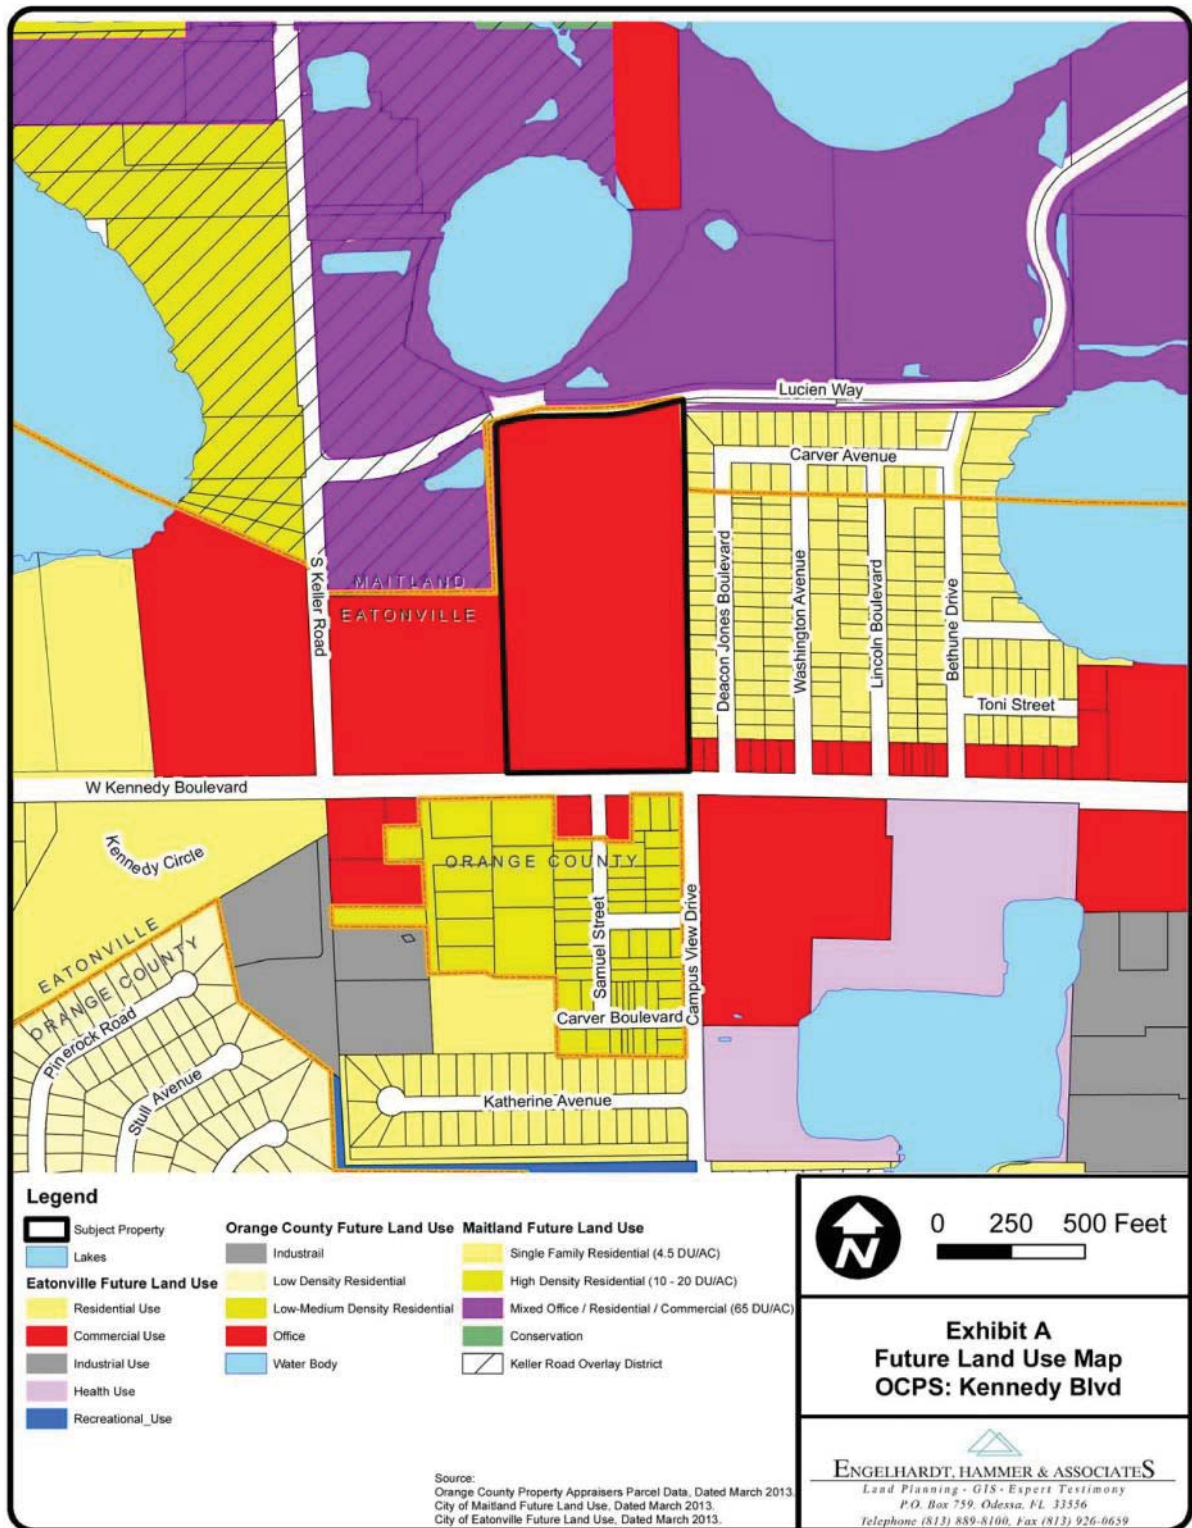 Lucien Way
Carver Avenue
S Keller Road
MAITLAND
EATONVILLE
Deacon Jones Boulevard
Washington Avenue
Lincoln Boulevard
Bethune Drive
Toni Street
W Kennedy Boulevard
Kennedy Circle
ORANGE COUNTY
EATONVILLE
ORANGE COUNTY
Samuel Street
Campus View Drive
Pinerock Road
Carver Boulevard
Stull Avenue
Katherine Avenue
Legend
Subject Property
Lakes
Eatonville Future Land Use
Residential Use
Commercial Use
Industrial Use
Health Use
Recreational_Use
Orange County Future Land Use
Industrail
Low Density Residential
Low-Medium Density Residential
Office
Water Body
Maitland Future Land Use
Single Family Residential (4.5 DU/AC)
High Density Residential (10 - 20 DU/AC)
Mixed Office / Residential / Commercial (65 DU/AC)
Conservation
Keller Road Overlay District
Source:
Orange County Property Appraisers Parcel Data, Dated March 2013.
City of Maitland Future Land Use, Dated March 2013.
City of Eatonville Future Land Use, Dated March 2013.
N
0 250 500 Feet
Exhibit A
Future Land Use Map
OCPS: Kennedy Blvd
ENGELHARDT, HAMMER & ASSOCIATES
Land Planning - GIS - Expert Testimony
P.O. Box 759, Odessa, FL 33556
Telephone (813) 889-8100, Fax (813) 926-0659